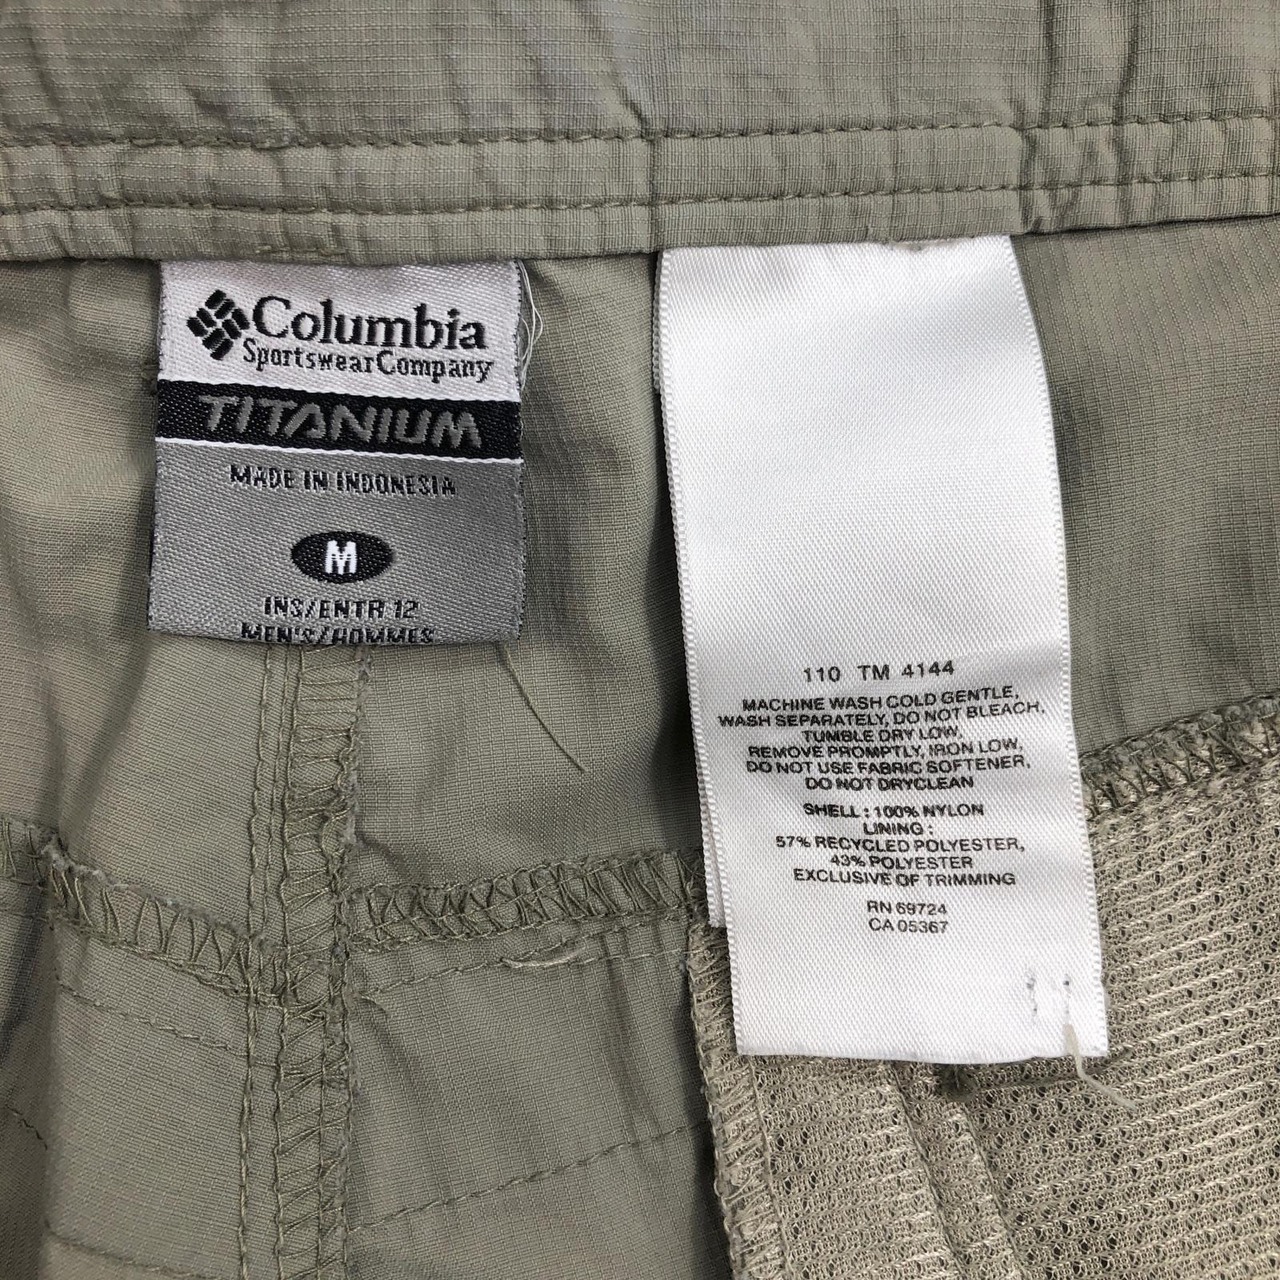 Columbia
Sportswear Company
TITANIUM
MADE IN INDONESIA
M
INS/ENTR 12
MEN'S/HOMMES
110 TM 4144
MACHINE WASH COLD GENTLE,
WASH SEPARATELY, DO NOT BLEACH,
TUMBLE DRY LOW,
REMOVE PROMPTLY, IRON LOW,
DO NOT USE FABRIC SOFTENER,
DO NOT DRYCLEAN
SHELL : 100% NYLON
LINING :
57% RECYCLED POLYESTER,
43% POLYESTER
EXCLUSIVE OF TRIMMING
RN 69724
CA 05367